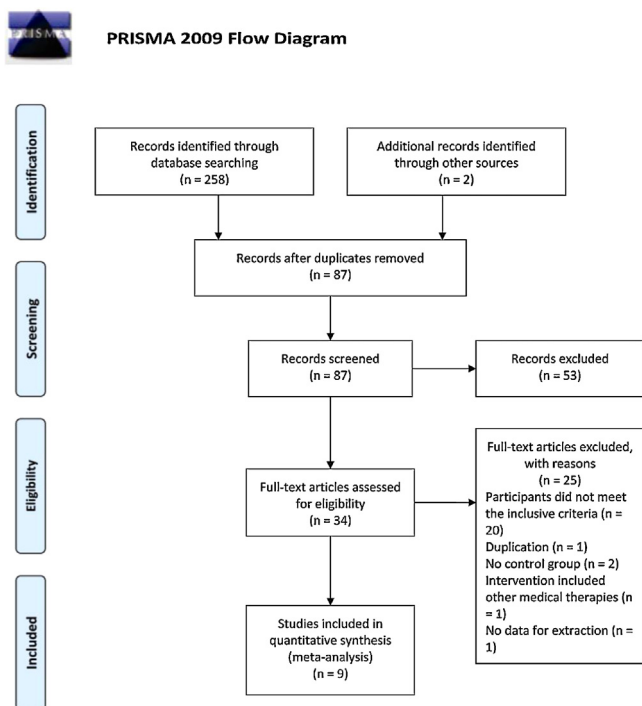 PRISMA
PRISMA 2009 Flow Diagram
Identification
Records identified through
database searching
(n = 258)
Additional records identified
through other sources
(n = 2)
Records after duplicates removed
(n = 87)
Screening
Records screened
(n = 87)
Records excluded
(n = 53)
Eligibility
Full-text articles assessed
for eligibility
(n = 34)
Full-text articles excluded,
with reasons
(n = 25)
Participants did not meet
the inclusive criteria (n =
20)
Duplication (n = 1)
No control group (n = 2)
Intervention included
other medical therapies (n
= 1)
No data for extraction (n =
1)
Included
Studies included in
quantitative synthesis
(meta-analysis)
(n = 9)